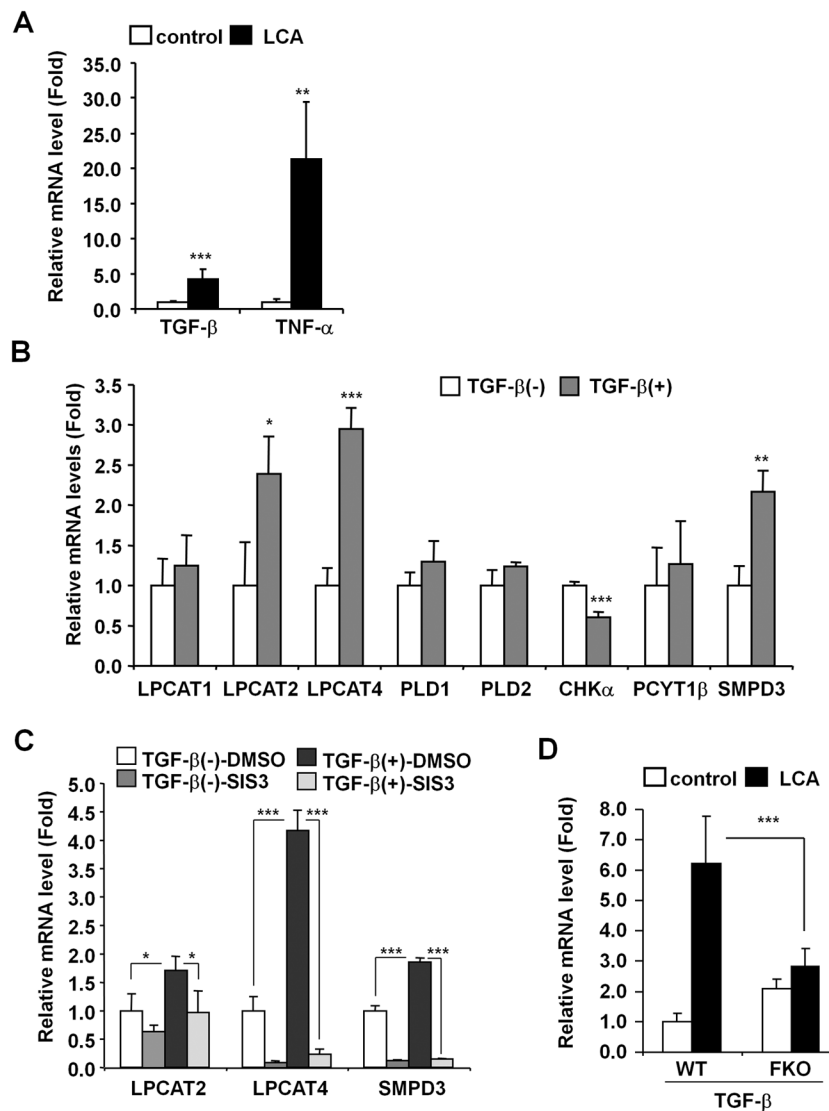 A
control LCA
Relative mRNA level (Fold)
35.0
30.0
25.0
20.0
15.0
10.0
5.0
0.0
***
**
TGF-β TNF-α
B
TGF-β(-) TGF-β(+)
Relative mRNA levels (Fold)
3.5
3.0
2.5
2.0
1.5
1.0
0.5
0.0
*
***
***
**
LPCAT1 LPCAT2 LPCAT4 PLD1 PLD2 CHKα PCYT1β SMPD3
C
TGF-β(-)-DMSO TGF-β(+)-DMSO
TGF-β(-)-SIS3 TGF-β(+)-SIS3
Relative mRNA level (Fold)
5.0
4.5
4.0
3.5
3.0
2.5
2.0
1.5
1.0
0.5
0.0
* *
*** ***
*** ***
LPCAT2 LPCAT4 SMPD3
D
control LCA
Relative mRNA level (Fold)
8.0
7.0
6.0
5.0
4.0
3.0
2.0
1.0
0.0
***
WT FKO
TGF-β